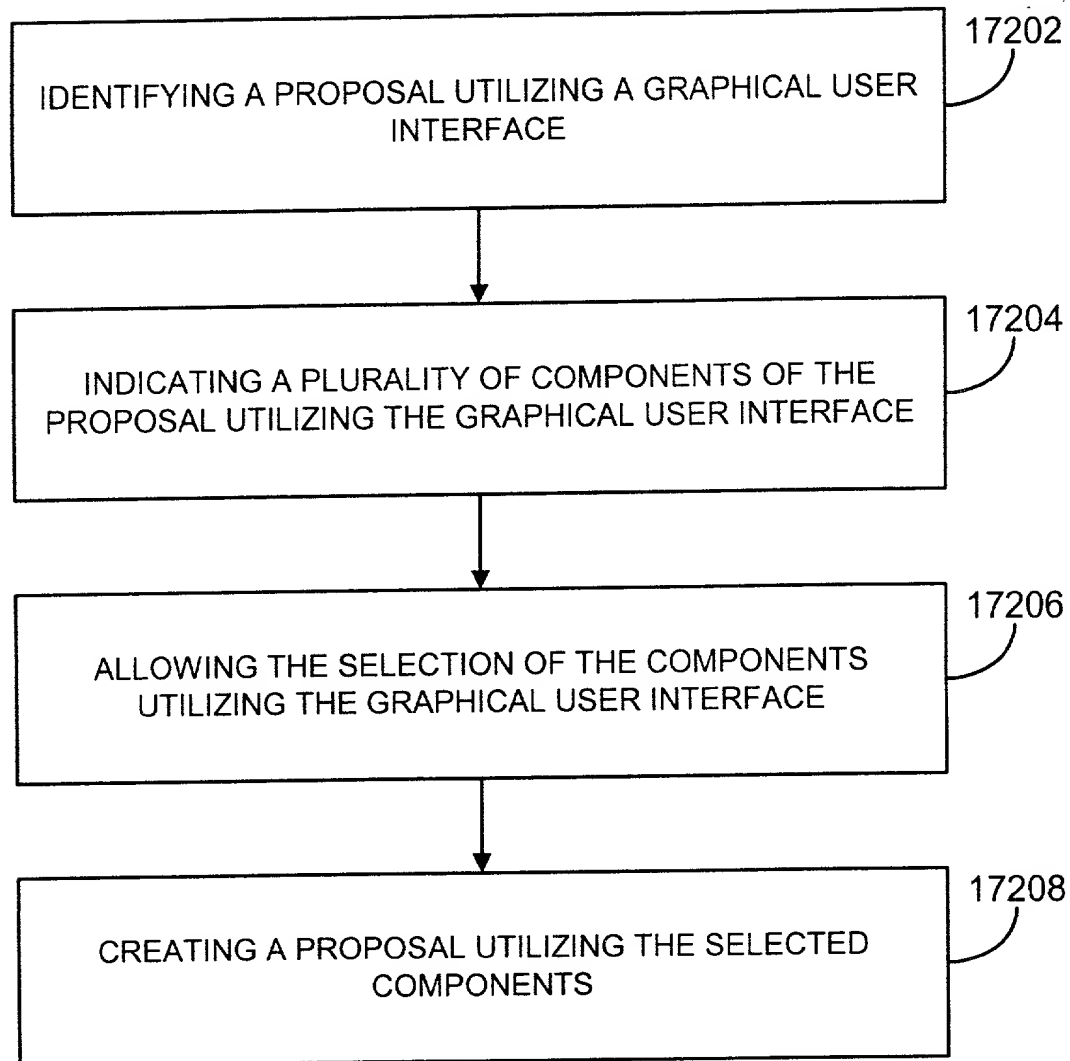 17202
IDENTIFYING A PROPOSAL UTILIZING A GRAPHICAL USER
INTERFACE
17204
INDICATING A PLURALITY OF COMPONENTS OF THE
PROPOSAL UTILIZING THE GRAPHICAL USER INTERFACE
17206
ALLOWING THE SELECTION OF THE COMPONENTS
UTILIZING THE GRAPHICAL USER INTERFACE
17208
CREATING A PROPOSAL UTILIZING THE SELECTED
COMPONENTS